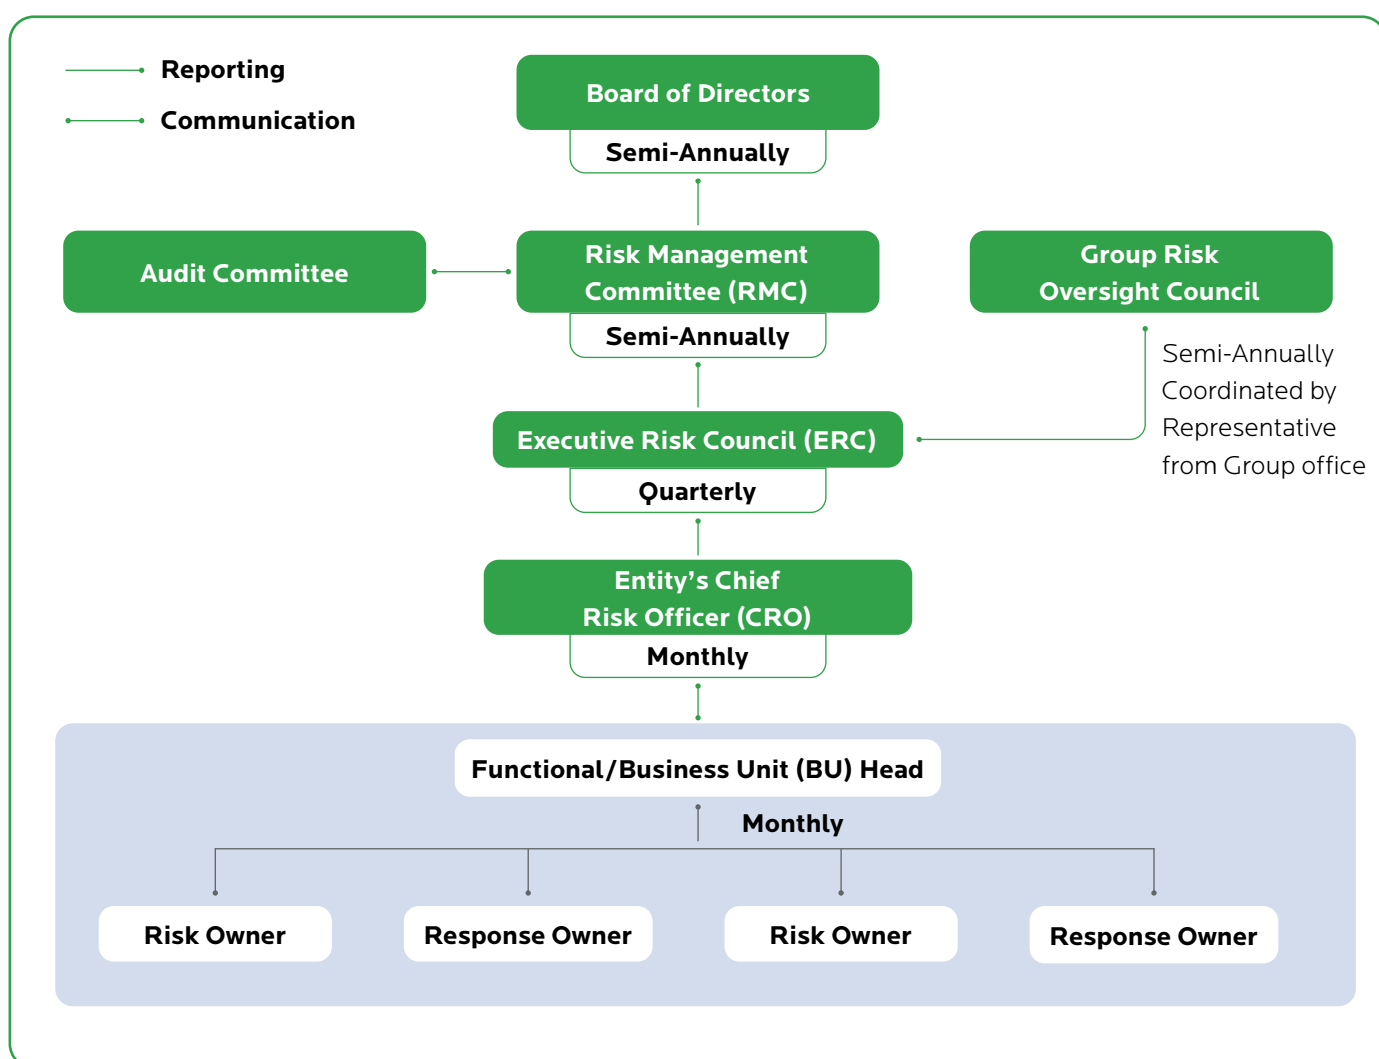 Reporting
Communication
Board of Directors
Semi-Annually
Audit Committee
Risk Management
Committee (RMC)
Semi-Annually
Group Risk
Oversight Council
Semi-Annually
Coordinated by
Representative
from Group office
Executive Risk Council (ERC)
Quarterly
Entity’s Chief
Risk Officer (CRO)
Monthly
Functional/Business Unit (BU) Head
Monthly
Risk Owner
Response Owner
Risk Owner
Response Owner